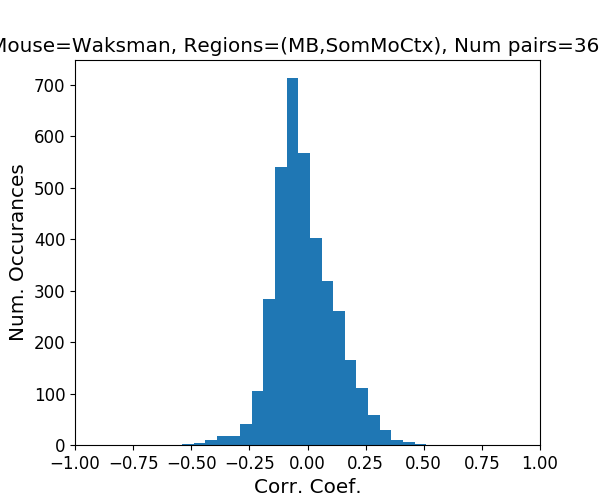 Mouse=Waksman, Regions=(MB,SomMoCtx), Num pairs=36
700
600
500
400
300
200
100
0
Num. Occurances
−1.00 −0.75 −0.50 −0.25 0.00 0.25 0.50 0.75 1.00
Corr. Coef.